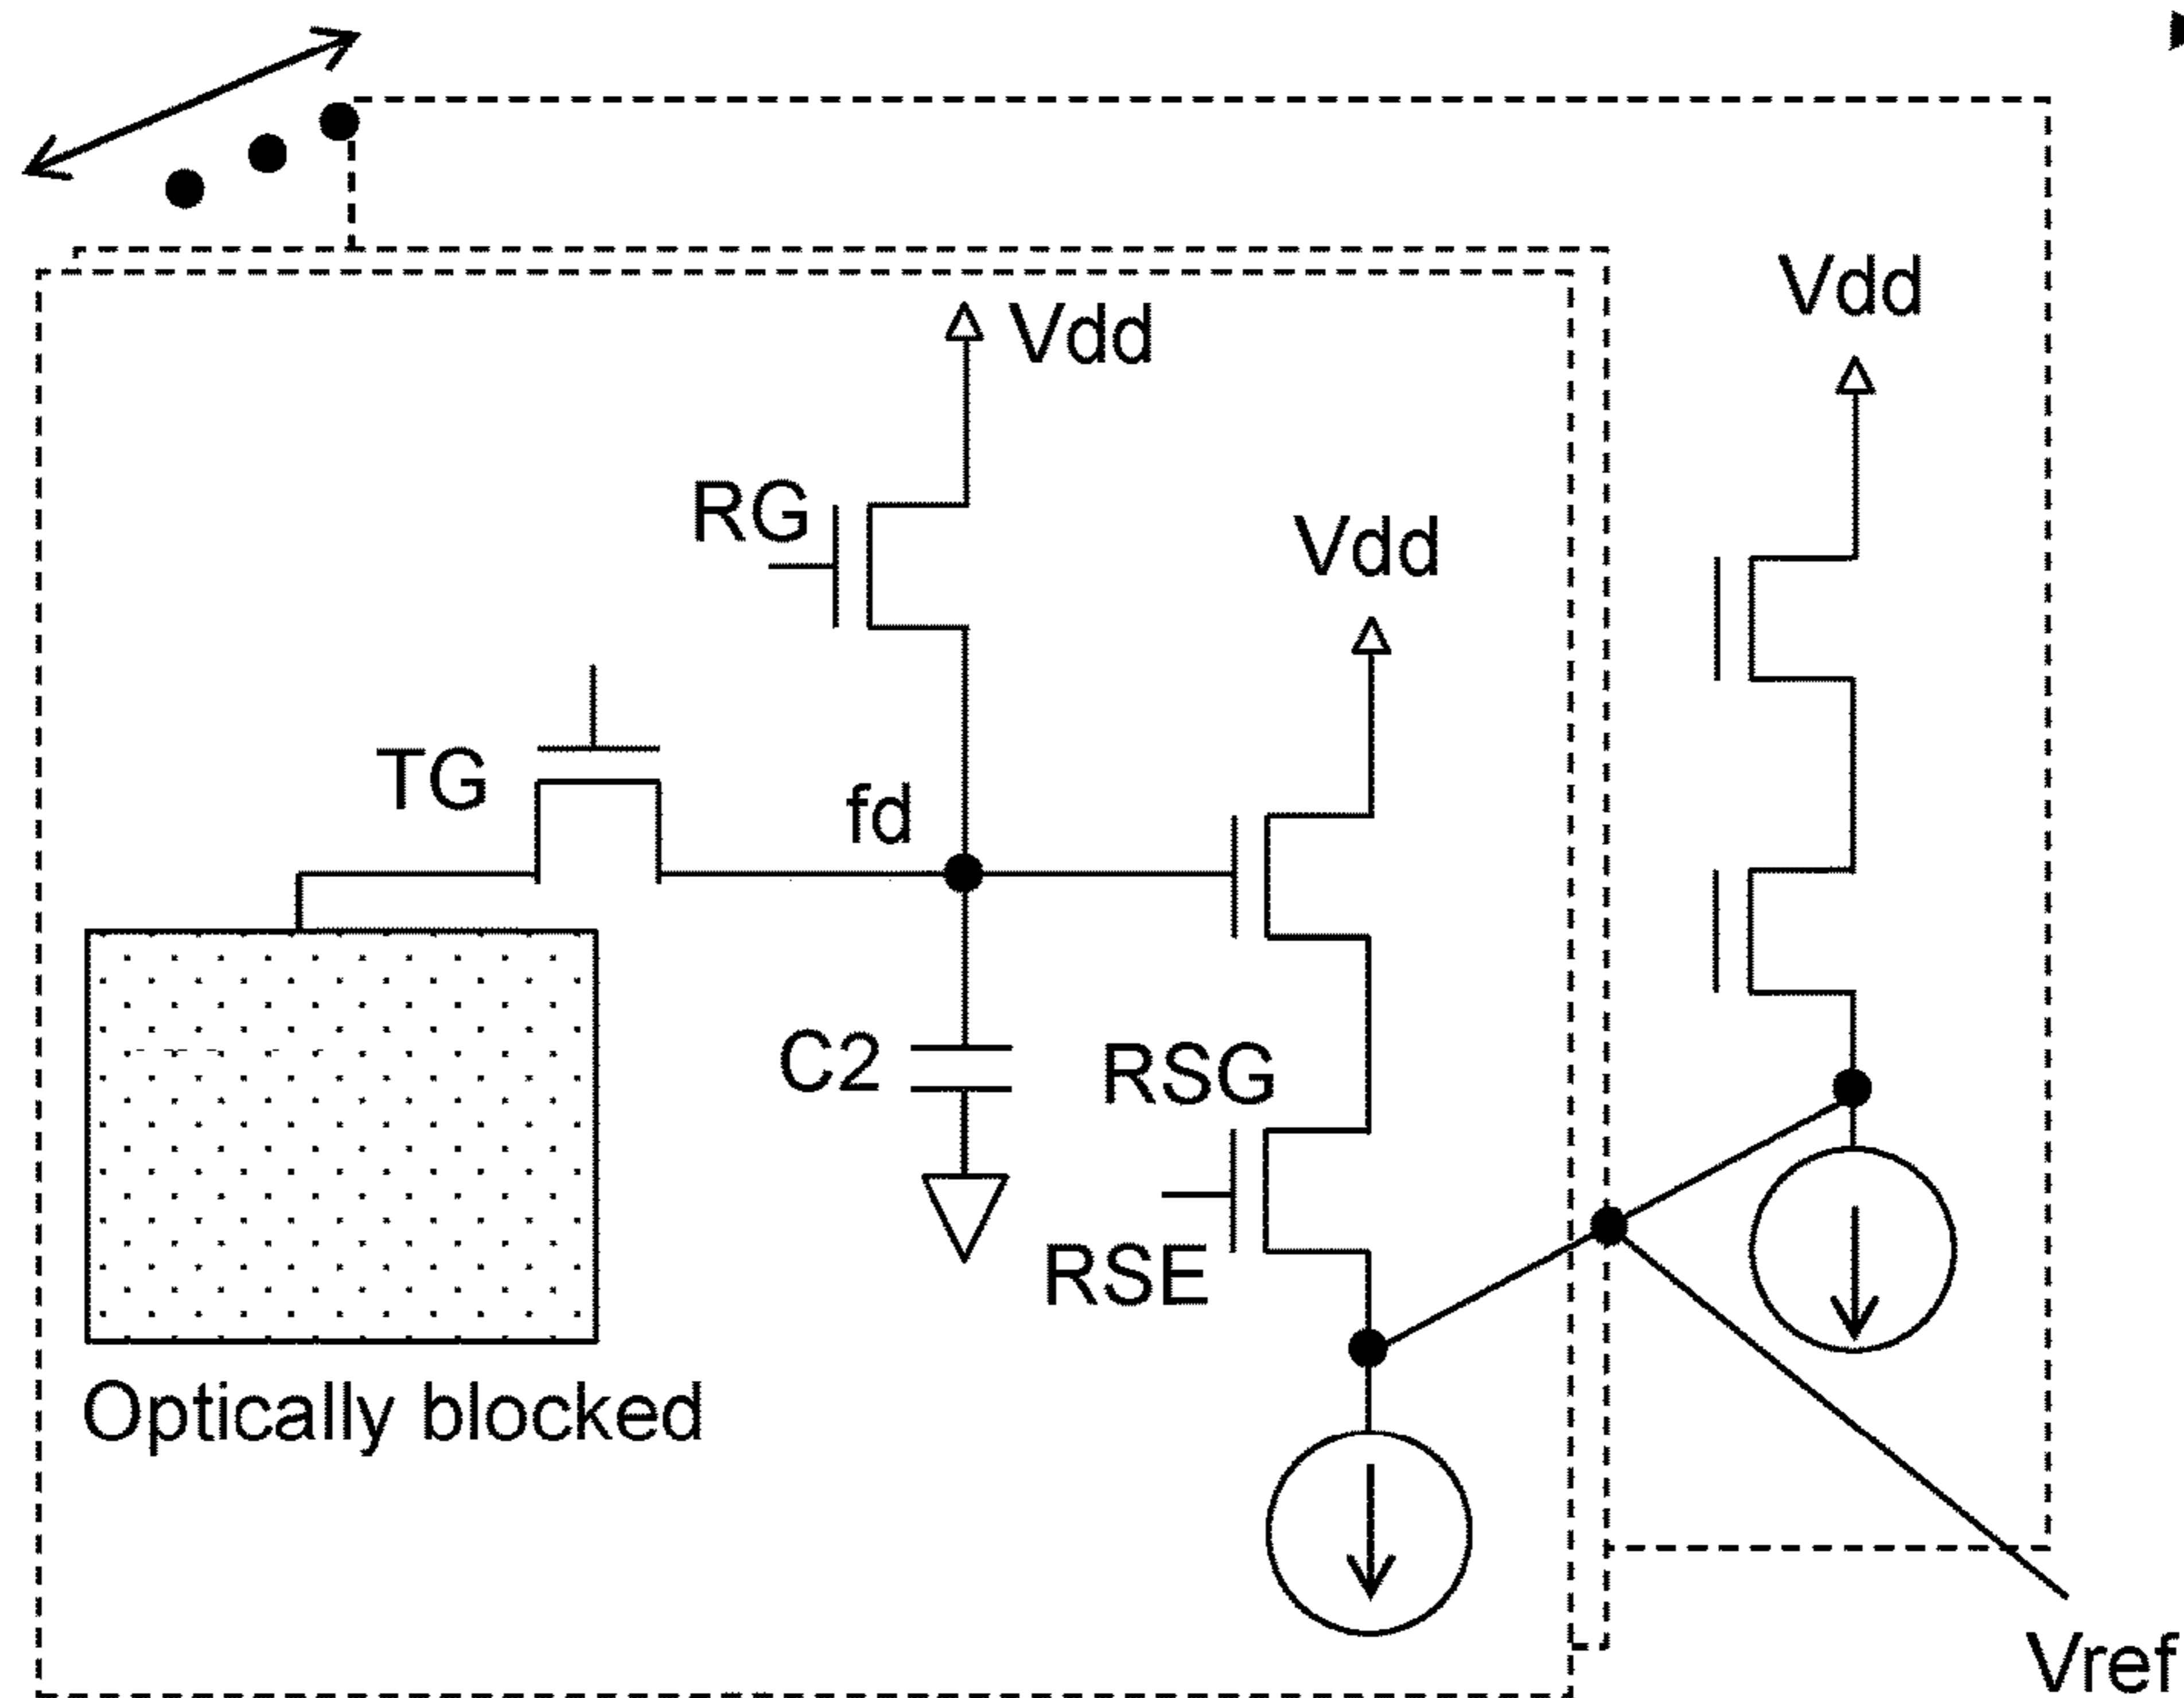 Vdd
Vdd
RG
Vdd
TG
fd
C2
RSG
RSE
Optically blocked
Vref